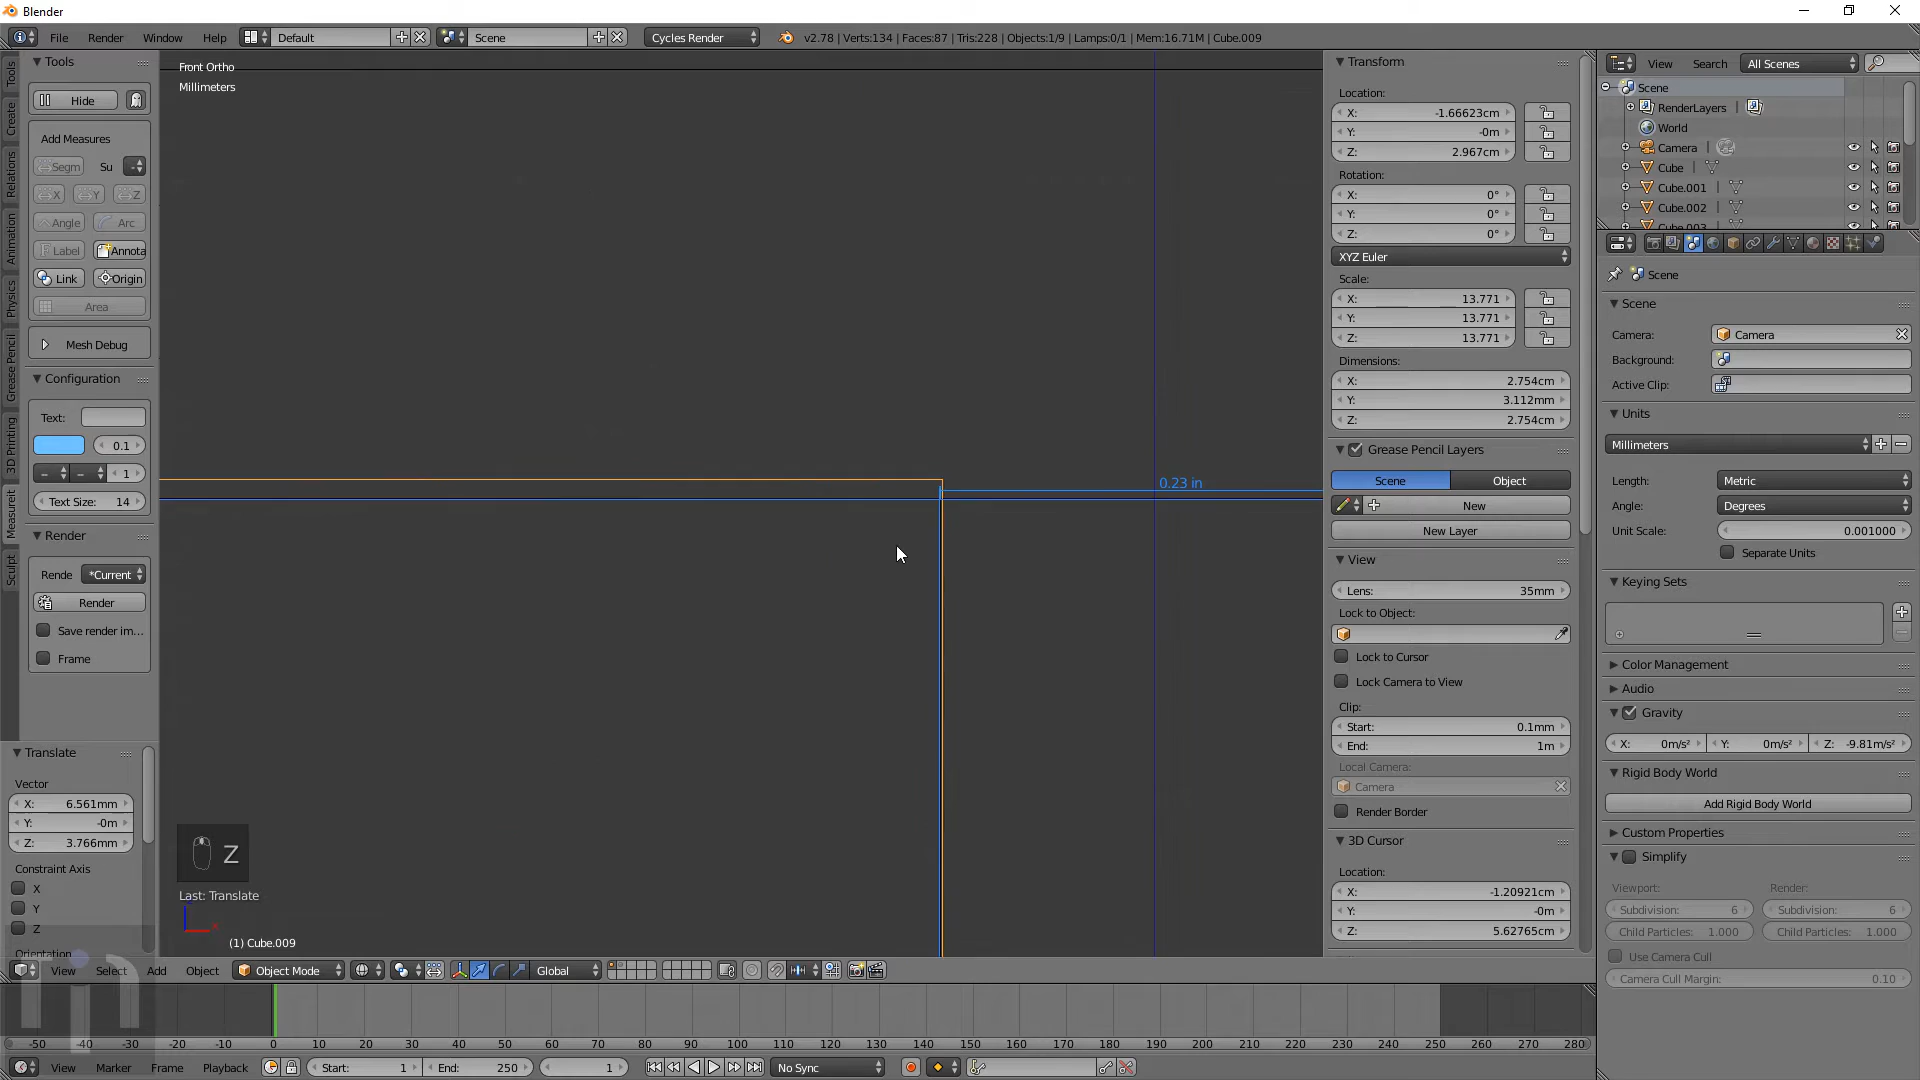 Blender
File Render Window Help Default Scene Cycles Render v2.78 | Verts:134 | Faces:87 | Tris:228 | Objects:1/9 | Lamps:0/1 | Mem:16.71M | Cube.009
Tools
Hide
Add Measures
Segm Su
X Y Z
Angle Arc
Label Annota
Link Origin
Area
Mesh Debug
Configuration
Text:
0.1
1
Text Size: 14
Render
Rende *Current
Render
Save render im...
Frame
Tools
Create
Relations
Animation
Physics
Grease Pencil
3D Printing
Measureit
Sculpt
Translate
Vector
X: 6.561mm
Y: -0m
Z: 3.766mm
Constraint Axis
X
Y
Z
Orientation
Front Ortho
Millimeters
0.23 in
Z
Last: Translate
(1) Cube.009
View Select Add Object Object Mode Global
Transform
Location:
X: -1.66623cm
Y: -0m
Z: 2.967cm
Rotation:
X: 0°
Y: 0°
Z: 0°
XYZ Euler
Scale:
X: 13.771
Y: 13.771
Z: 13.771
Dimensions:
X: 2.754cm
Y: 3.112mm
Z: 2.754cm
Grease Pencil Layers
Scene Object
New
New Layer
View
Lens: 35mm
Lock to Object:
Lock to Cursor
Lock Camera to View
Clip:
Start: 0.1mm
End: 1m
Local Camera:
Camera
Render Border
3D Cursor
Location:
X: -1.20921cm
Y: -0m
Z: 5.62765cm
View Search All Scenes
Scene
RenderLayers
World
Camera
Cube
Cube.001
Cube.002
Cube.003
Scene
Scene
Camera: Camera
Background:
Active Clip:
Units
Millimeters
Length: Metric
Angle: Degrees
Unit Scale: 0.001000
Separate Units
Keying Sets
Color Management
Audio
Gravity
X: 0m/s² Y: 0m/s² Z: -9.81m/s²
Rigid Body World
Add Rigid Body World
Custom Properties
Simplify
Viewport: Render:
Subdivision: 6 Subdivision: 6
Child Particles: 1.000 Child Particles: 1.000
Use Camera Cull
Camera Cull Margin: 0.10
-50 -40 -30 -20 -10 0 10 20 30 40 50 60 70 80 90 100 110 120 130 140 150 160 170 180 190 200 210 220 230 240 250 260 270 280
View Marker Frame Playback Start: 1 End: 250 1 No Sync